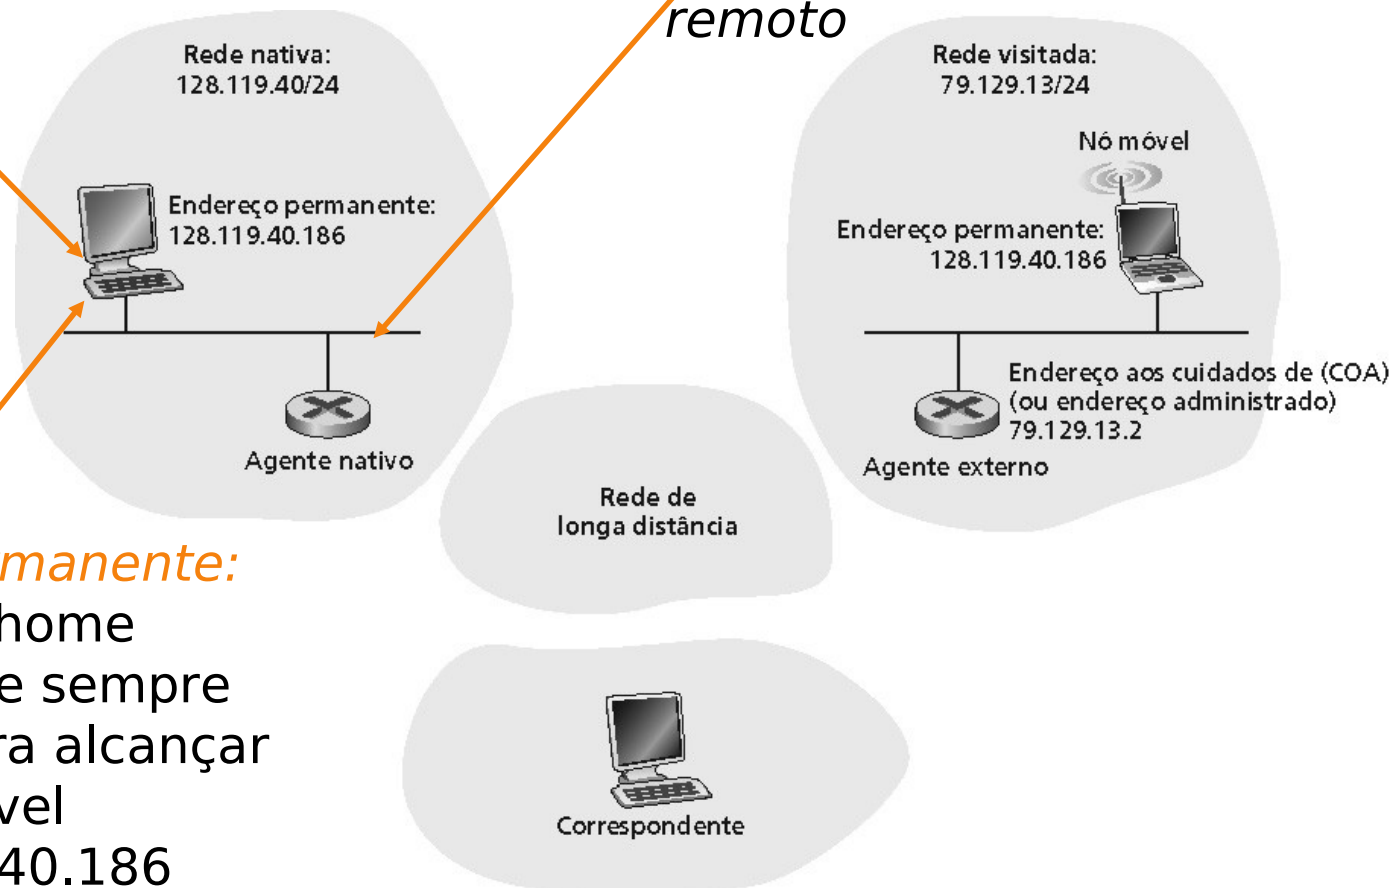 remoto
Rede nativa:
128.119.40/24
Rede visitada:
79.129.13/24
Nó móvel
Endereço permanente:
128.119.40.186
Endereço permanente:
128.119.40.186
Endereço aos cuidados de (COA)
(ou endereço administrado)
79.129.13.2
Agente nativo
Agente externo
Rede de
longa distância
manente:
home
e sempre
ra alcançar
vel
40.186
Correspondente